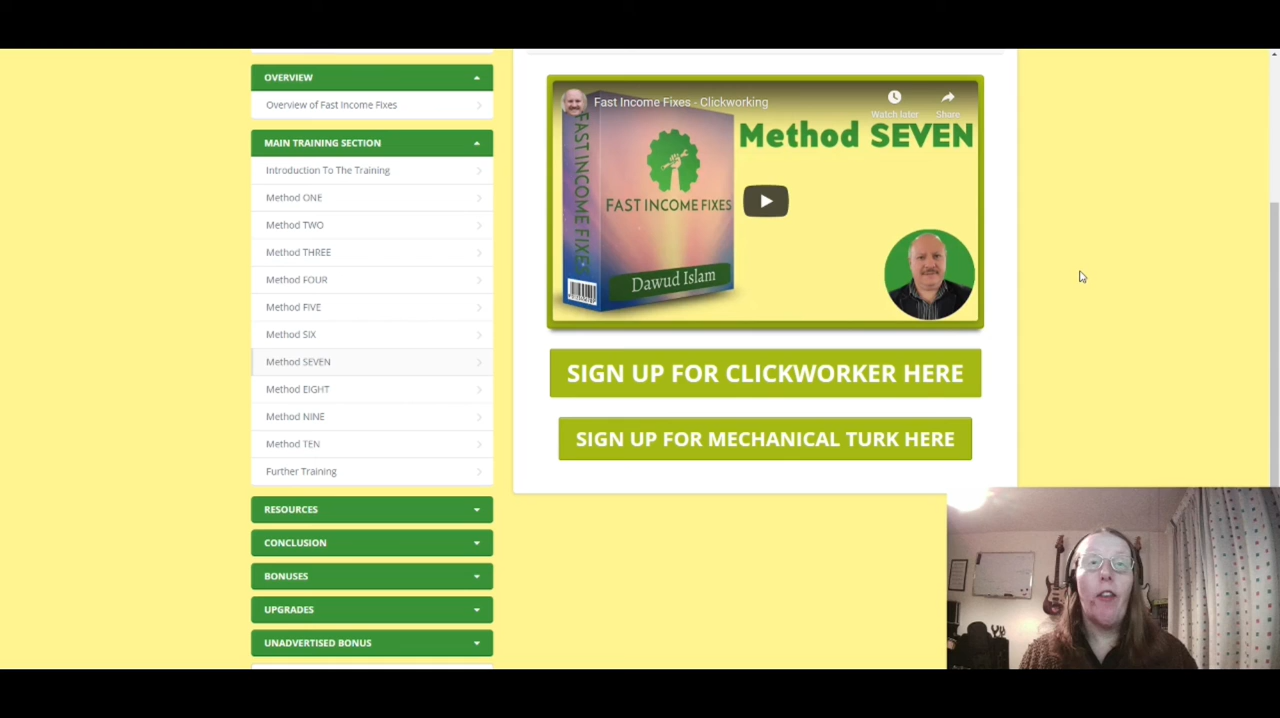 OVERVIEW
Overview of Fast Income Fixes
MAIN TRAINING SECTION
Introduction To The Training
Method ONE
Method TWO
Method THREE
Method FOUR
Method FIVE
Method SIX
Method SEVEN
Method EIGHT
Method NINE
Method TEN
Further Training
RESOURCES
CONCLUSION
BONUSES
UPGRADES
UNADVERTISED BONUS
Fast Income Fixes - Clickworking
Watch later
Share
Method SEVEN
FAST INCOME FIXES
FAST INCOME FIXES
Dawud Islam
SIGN UP FOR CLICKWORKER HERE
SIGN UP FOR MECHANICAL TURK HERE